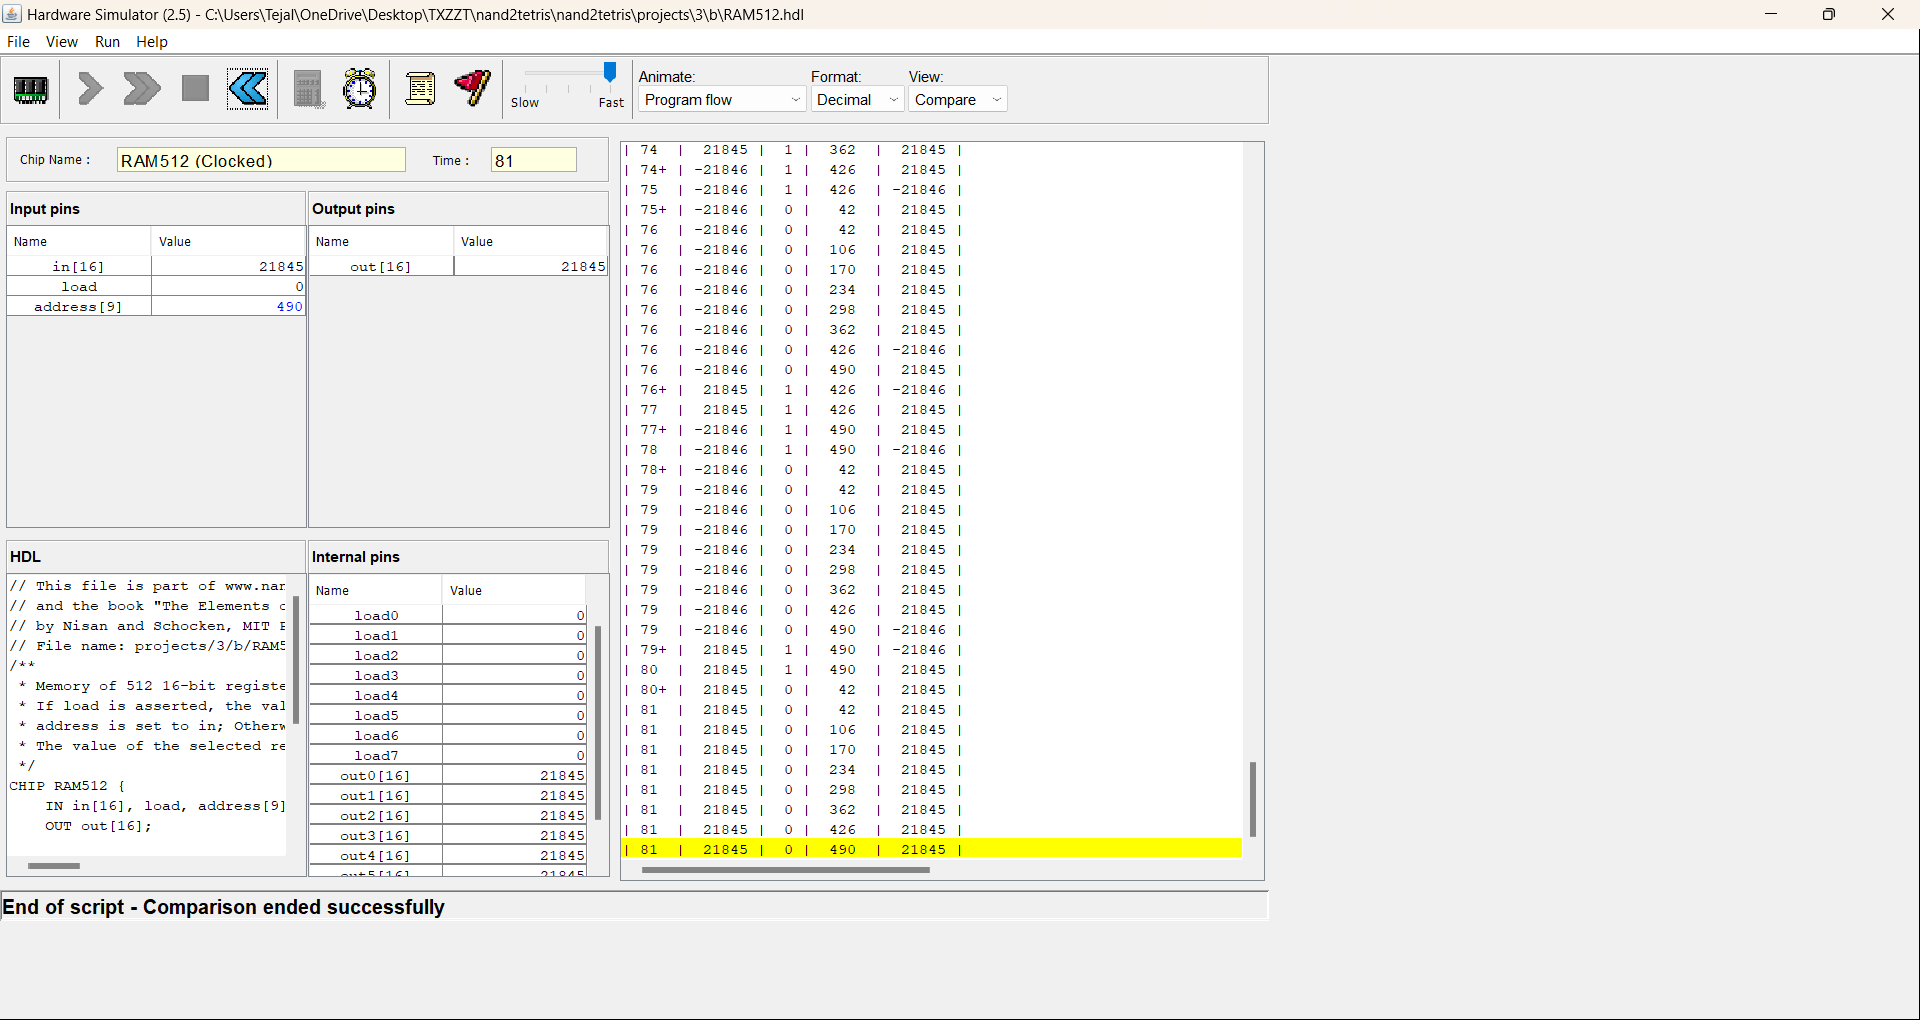 Hardware Simulator (2.5) - C:\Users\Tejal\OneDrive\Desktop\TXZZT\nand2tetris\nand2tetris\projects\3\b\RAM512.hdl
File View Run Help
Slow Fast
Animate: Format: View:
Program flow Decimal Compare
Chip Name : RAM512 (Clocked) Time : 81
Input pins
Name Value
in[16] 21845
load 0
address[9] 490
Output pins
Name Value
out[16] 21845
HDL
// This file is part of www.nan
// and the book "The Elements o
// by Nisan and Schocken, MIT P
// File name: projects/3/b/RAM5
/**
* Memory of 512 16-bit registe
* If load is asserted, the val
* address is set to in; Otherw
* The value of the selected re
*/
CHIP RAM512 {
IN in[16], load, address[9]
OUT out[16];
Internal pins
Name Value
load0 0
load1 0
load2 0
load3 0
load4 0
load5 0
load6 0
load7 0
out0[16] 21845
out1[16] 21845
out2[16] 21845
out3[16] 21845
out4[16] 21845
out5[16] 21845
| 74 | 21845 | 1 | 362 | 21845 |
| 74+ | -21846 | 1 | 426 | 21845 |
| 75 | -21846 | 1 | 426 | -21846 |
| 75+ | -21846 | 0 | 42 | 21845 |
| 76 | -21846 | 0 | 42 | 21845 |
| 76 | -21846 | 0 | 106 | 21845 |
| 76 | -21846 | 0 | 170 | 21845 |
| 76 | -21846 | 0 | 234 | 21845 |
| 76 | -21846 | 0 | 298 | 21845 |
| 76 | -21846 | 0 | 362 | 21845 |
| 76 | -21846 | 0 | 426 | -21846 |
| 76 | -21846 | 0 | 490 | 21845 |
| 76+ | 21845 | 1 | 426 | -21846 |
| 77 | 21845 | 1 | 426 | 21845 |
| 77+ | -21846 | 1 | 490 | 21845 |
| 78 | -21846 | 1 | 490 | -21846 |
| 78+ | -21846 | 0 | 42 | 21845 |
| 79 | -21846 | 0 | 42 | 21845 |
| 79 | -21846 | 0 | 106 | 21845 |
| 79 | -21846 | 0 | 170 | 21845 |
| 79 | -21846 | 0 | 234 | 21845 |
| 79 | -21846 | 0 | 298 | 21845 |
| 79 | -21846 | 0 | 362 | 21845 |
| 79 | -21846 | 0 | 426 | 21845 |
| 79 | -21846 | 0 | 490 | -21846 |
| 79+ | 21845 | 1 | 490 | -21846 |
| 80 | 21845 | 1 | 490 | 21845 |
| 80+ | 21845 | 0 | 42 | 21845 |
| 81 | 21845 | 0 | 42 | 21845 |
| 81 | 21845 | 0 | 106 | 21845 |
| 81 | 21845 | 0 | 170 | 21845 |
| 81 | 21845 | 0 | 234 | 21845 |
| 81 | 21845 | 0 | 298 | 21845 |
| 81 | 21845 | 0 | 362 | 21845 |
| 81 | 21845 | 0 | 426 | 21845 |
| 81 | 21845 | 0 | 490 | 21845 |
End of script - Comparison ended successfully